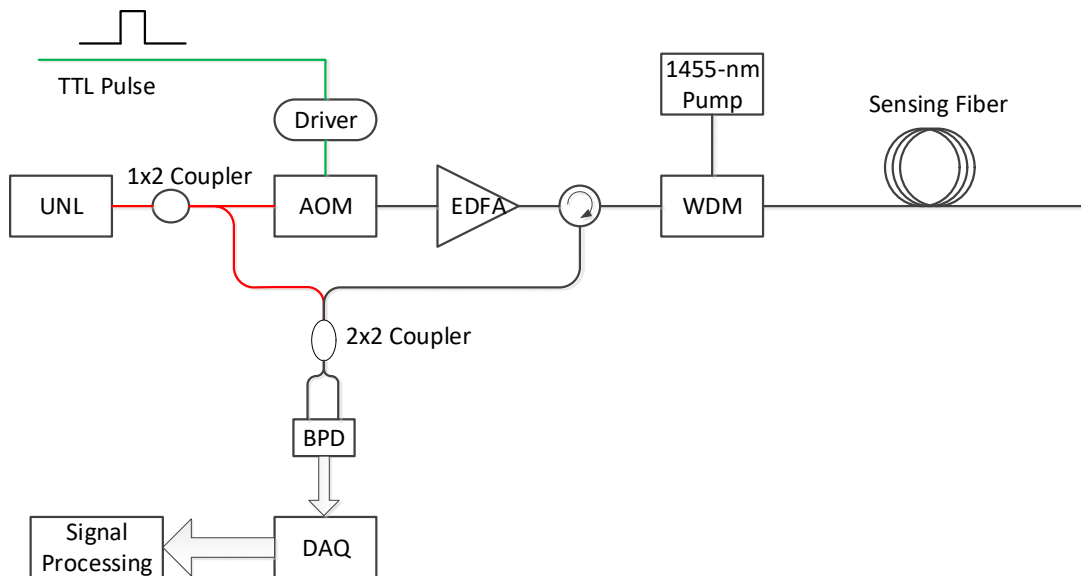 TTL Pulse
Driver
1455-nm
Pump
Sensing Fiber
1x2 Coupler
UNL
AOM
EDFA
WDM
2x2 Coupler
BPD
Signal
Processing
DAQ